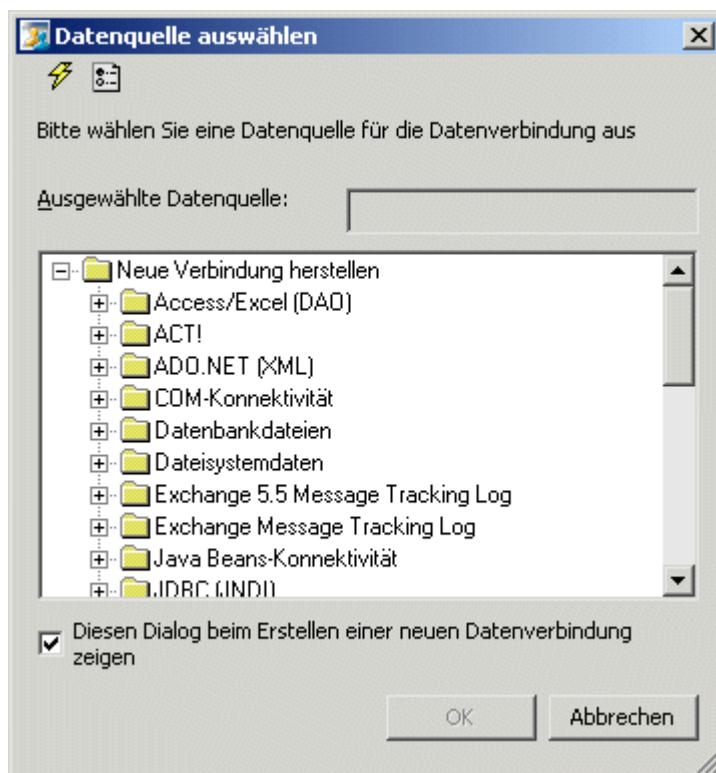 Datenquelle auswählen
Bitte wählen Sie eine Datenquelle für die Datenverbindung aus
Ausgewählte Datenquelle:
Neue Verbindung herstellen
Access/Excel (DAO)
ACT!
ADO.NET (XML)
COM-Konnektivität
Datenbankdateien
Dateisystemdaten
Exchange 5.5 Message Tracking Log
Exchange Message Tracking Log
Java Beans-Konnektivität
JDBC (JNDI)
Diesen Dialog beim Erstellen einer neuen Datenverbindung
zeigen
OK Abbrechen